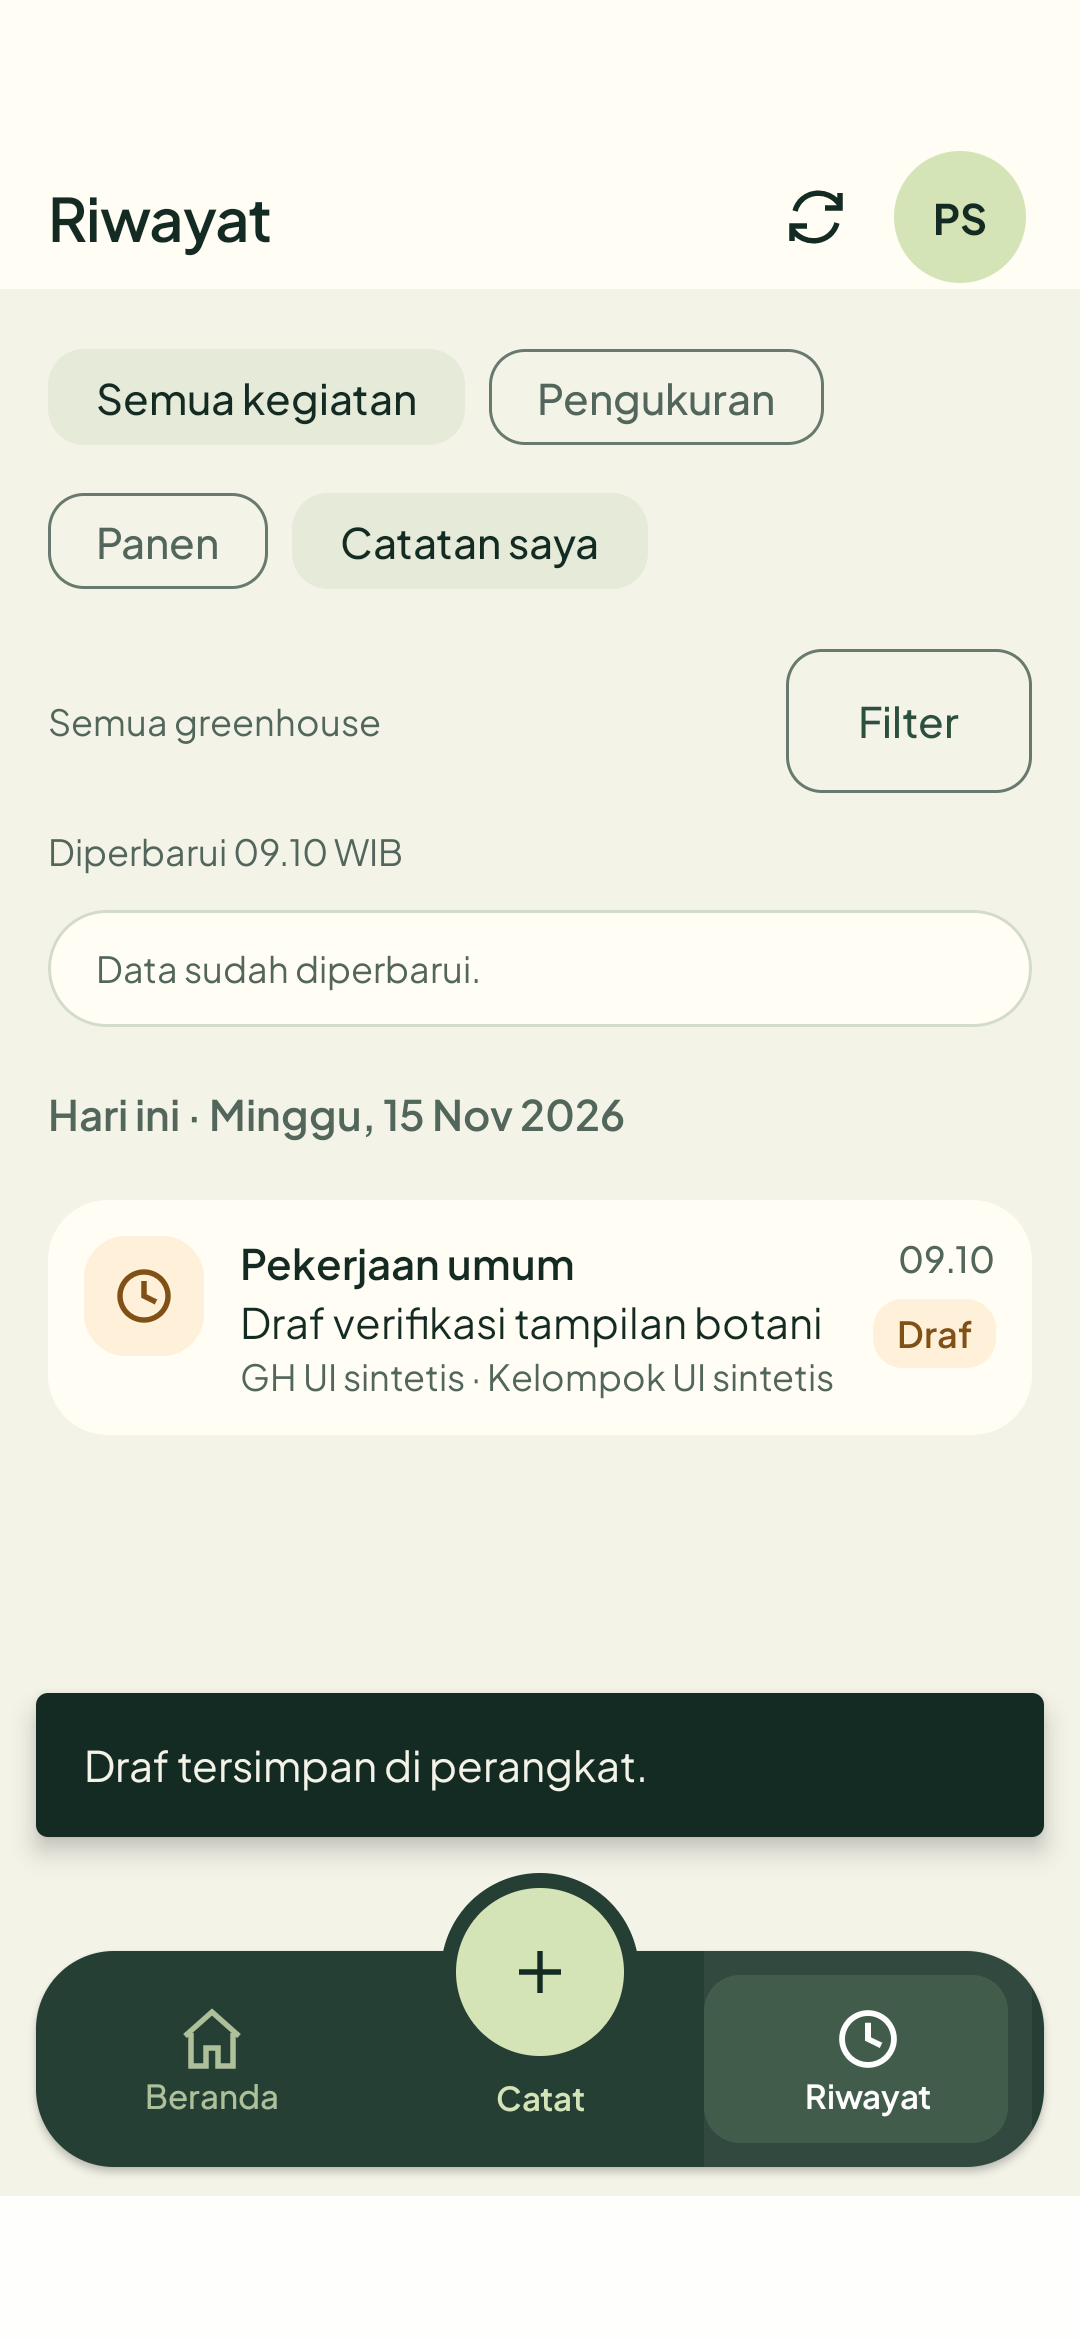 Riwayat
PS
Semua kegiatan
Pengukuran
Panen
Catatan saya
Semua greenhouse
Filter
Diperbarui 09.10 WIB
Data sudah diperbarui.
Hari ini · Minggu, 15 Nov 2026
Pekerjaan umum
09.10
Draf verifikasi tampilan botani
Draf
GH UI sintetis · Kelompok UI sintetis
Draf tersimpan di perangkat.
Beranda
Catat
Riwayat